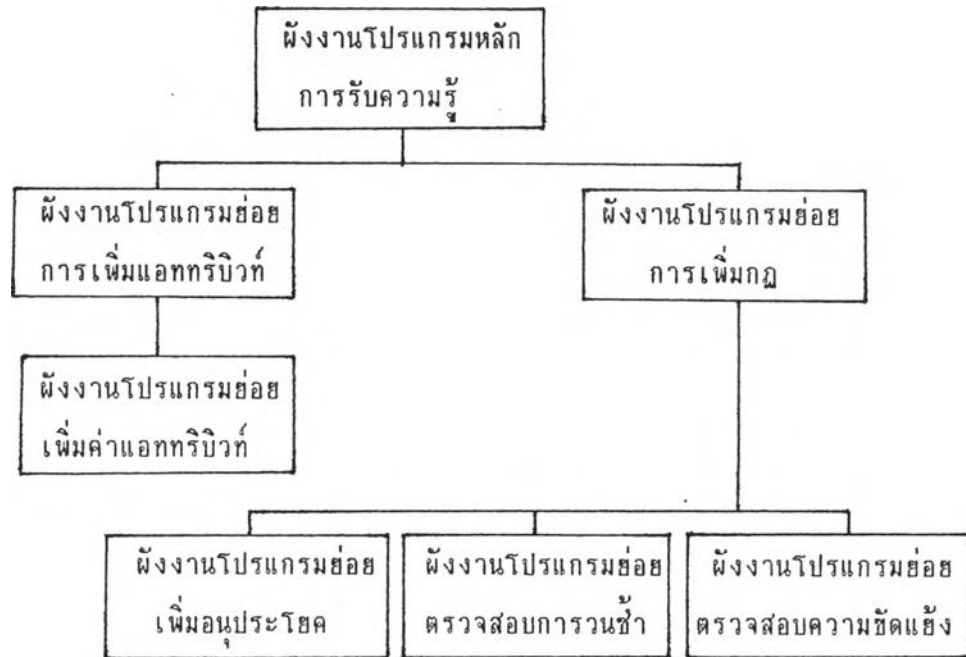 ผังงานโปรแกรมหลัก
การรับความรู้
ผังงานโปรแกรมย่อย
การเพิ่มแอททริบิวท์
ผังงานโปรแกรมย่อย
การเพิ่มกฎ
ผังงานโปรแกรมย่อย
เพิ่มค่าแอททริบิวท์
ผังงานโปรแกรมย่อย
เพิ่มอนุประโยค
ผังงานโปรแกรมย่อย
ตรวจสอบการวนซ้ำ
ผังงานโปรแกรมย่อย
ตรวจสอบความขัดแย้ง